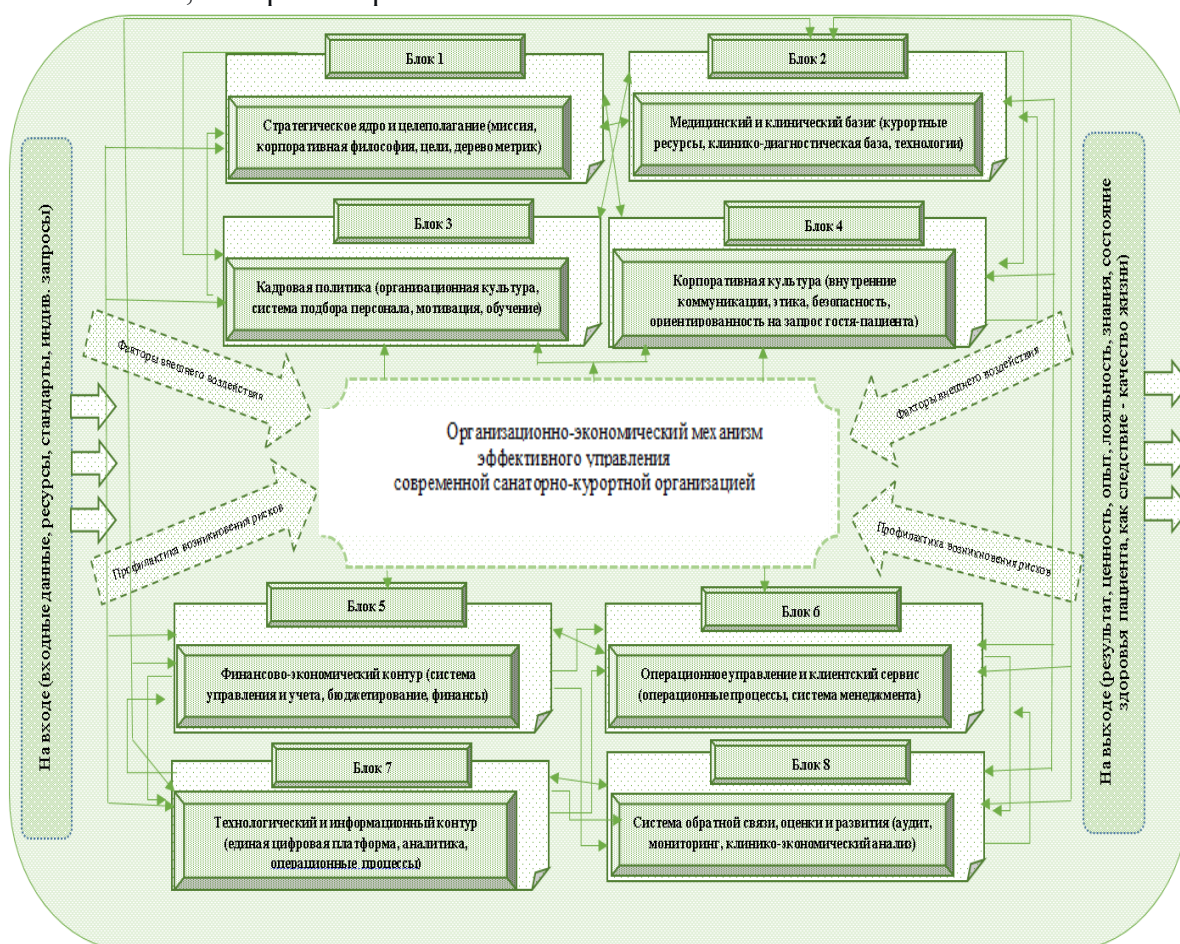 Блок 1
Стратегическое ядро и целеполагание (миссия,
корпоративная философия, цели, дерево метрик)
Блок 2
Медицинский и клинический базис (курортные
ресурсы, клинико-диагностическая база, технологии)
Блок 3
Кадровая политика (организационная культура,
система подбора персонала, мотивация, обучение)
Блок 4
Корпоративная культура (внутренние
коммуникации, этика, безопасность,
ориентированность на запрос гостя-пациента)
На входе (входные данные, ресурсы, стандарты, индив. запросы)
Факторы внешнего воздействия
Профилактика возникновения рисков
Организационно-экономический механизм
эффективного управления
современной санаторно-курортной организацией
Факторы внешнего воздействия
Профилактика возникновения рисков
На выходе (результат, ценность, опыт, лояльность, знания, состояние
здоровья пациента, как следствие - качество жизни)
Блок 5
Финансово-экономический контур (система
управления и учета, бюджетирование, финансы)
Блок 6
Операционное управление и клиентский сервис
(операционные процессы, система менеджмента)
Блок 7
Технологический и информационный контур
(единая цифровая платформа, аналитика,
операционные процессы)
Блок 8
Система обратной связи, оценки и развития (аудит,
мониторинг, клинико-экономический анализ)